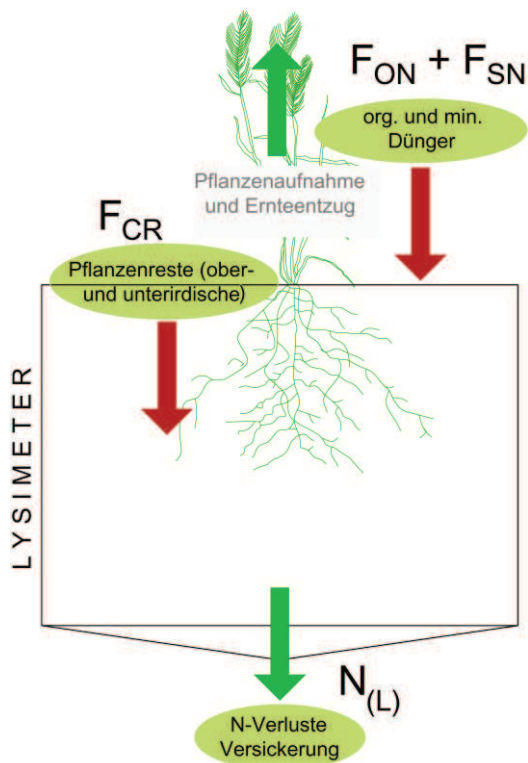 F_ON + F_SN
org. und min.
Dünger
Pflanzenaufnahme
und Ernteentzug
F_CR
Pflanzenreste (ober-
und unterirdische)
LYSIMETER
N_(L)
N-Verluste
Versickerung